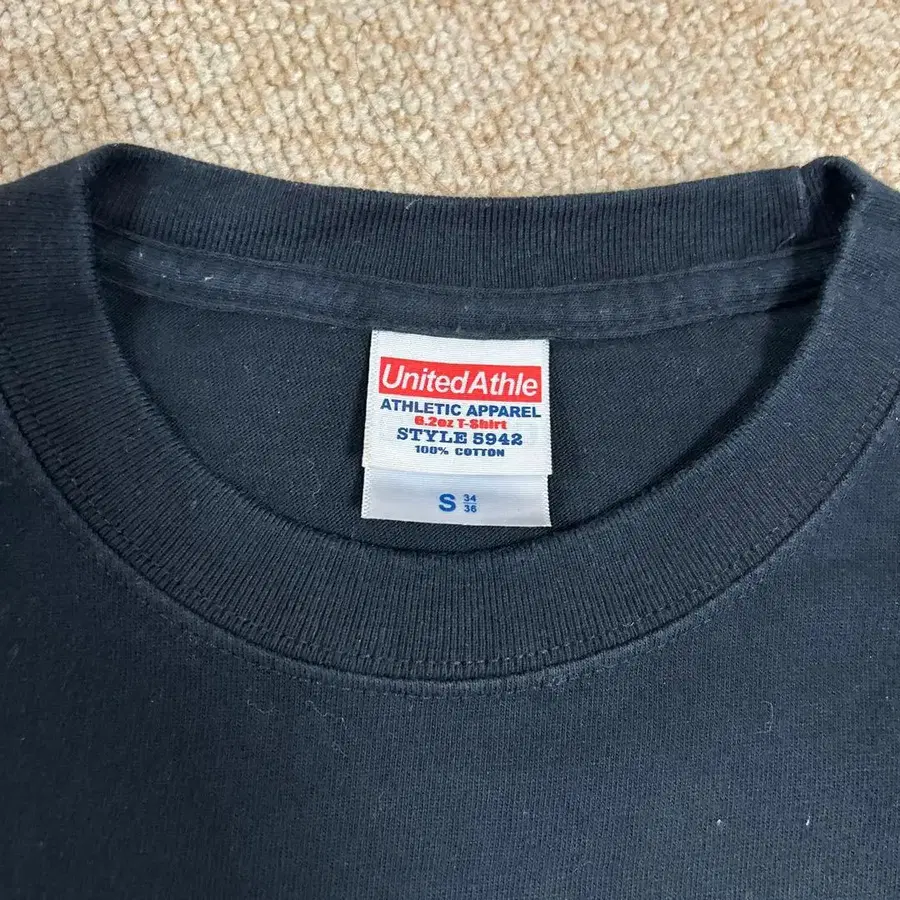 UnitedAthle
ATHLETIC APPAREL
6.2oz T-Shirt
STYLE 5942
100% COTTON
S 34
36